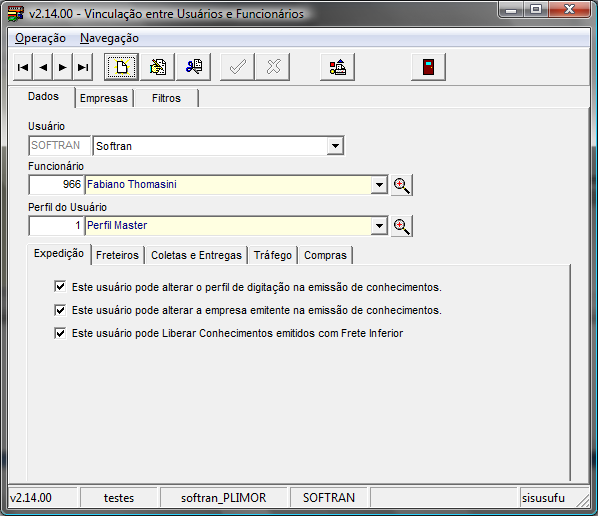 v2.14.00 - Vinculação entre Usuários e Funcionários
Operação Navegação
Dados Empresas Filtros
Usuário
SOFTRAN Softran
Funcionário
966 Fabiano Thomasini
Perfil do Usuário
1 Perfil Master
Expedição Freteiros Coletas e Entregas Tráfego Compras
Este usuário pode alterar o perfil de digitação na emissão de conhecimentos.
Este usuário pode alterar a empresa emitente na emissão de conhecimentos.
Este usuário pode Liberar Conhecimentos emitidos com Frete Inferior
v2.14.00 testes softran_PLIMOR SOFTRAN sisusufu